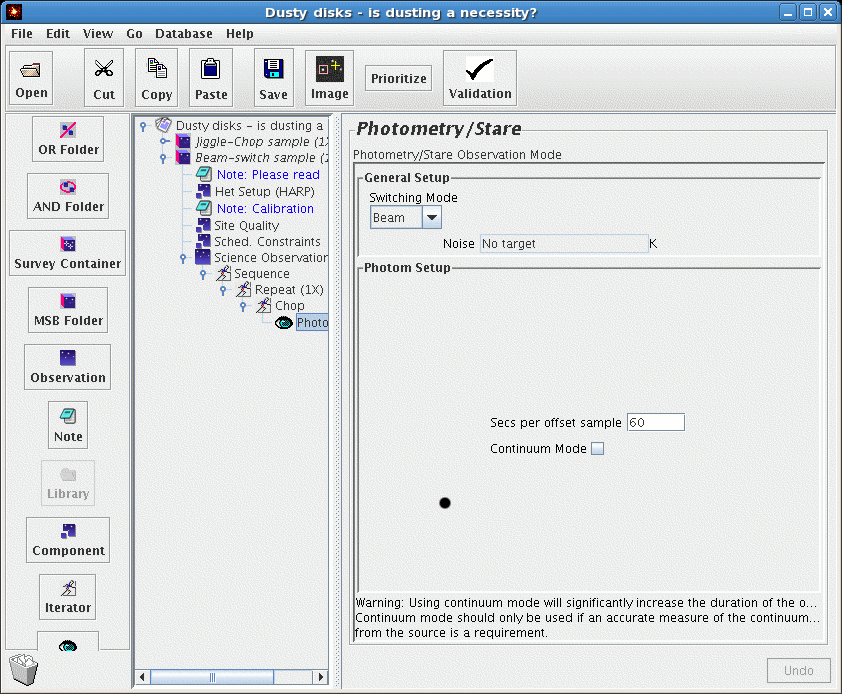 Dusty disks - is dusting a necessity?
File Edit View Go Database Help
Open
Cut
Copy
Paste
Save
Image
Prioritize
Validation
OR Folder
AND Folder
Survey Container
MSB Folder
Observation
Note
Library
Component
Iterator
Dusty disks - is dusting a
Jiggle-Chop sample (1X
Beam-switch sample (1
Note: Please read
Het Setup (HARP)
Note: Calibration
Site Quality
Sched. Constraints
Science Observation
Sequence
Repeat (1X)
Chop
Photo
Photometry/Stare
Photometry/Stare Observation Mode
General Setup
Switching Mode
Beam
Noise No target K
Photom Setup
Secs per offset sample 60
Continuum Mode
Warning: Using continuum mode will significantly increase the duration of the o...
Continuum mode should only be used if an accurate measure of the continuum...
from the source is a requirement.
Undo